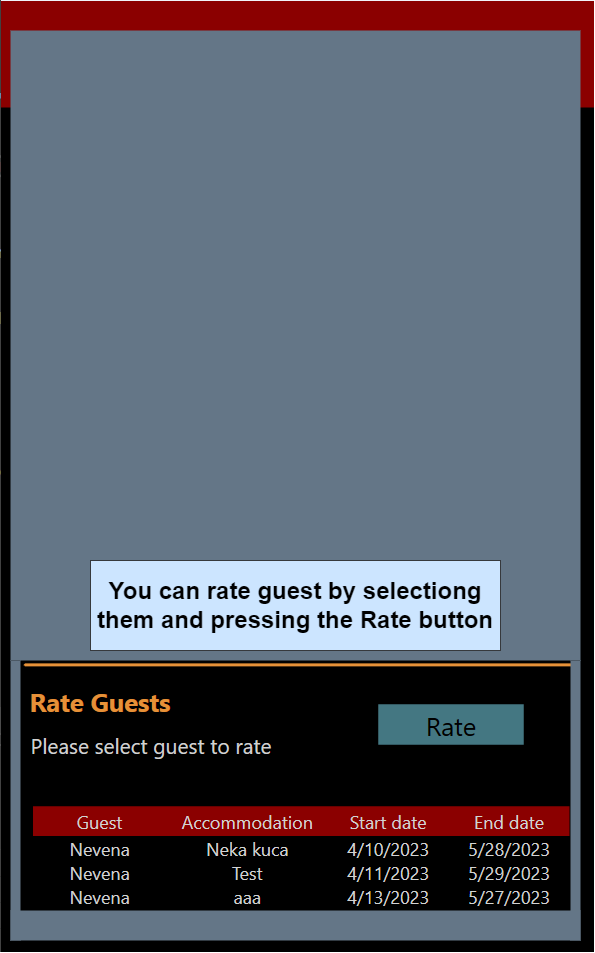 You can rate guest by selectiong
them and pressing the Rate button
Rate Guests
Rate
Please select guest to rate
Guest Accommodation Start date End date
Nevena Neka kuca 4/10/2023 5/28/2023
Nevena Test 4/11/2023 5/29/2023
Nevena aaa 4/13/2023 5/27/2023